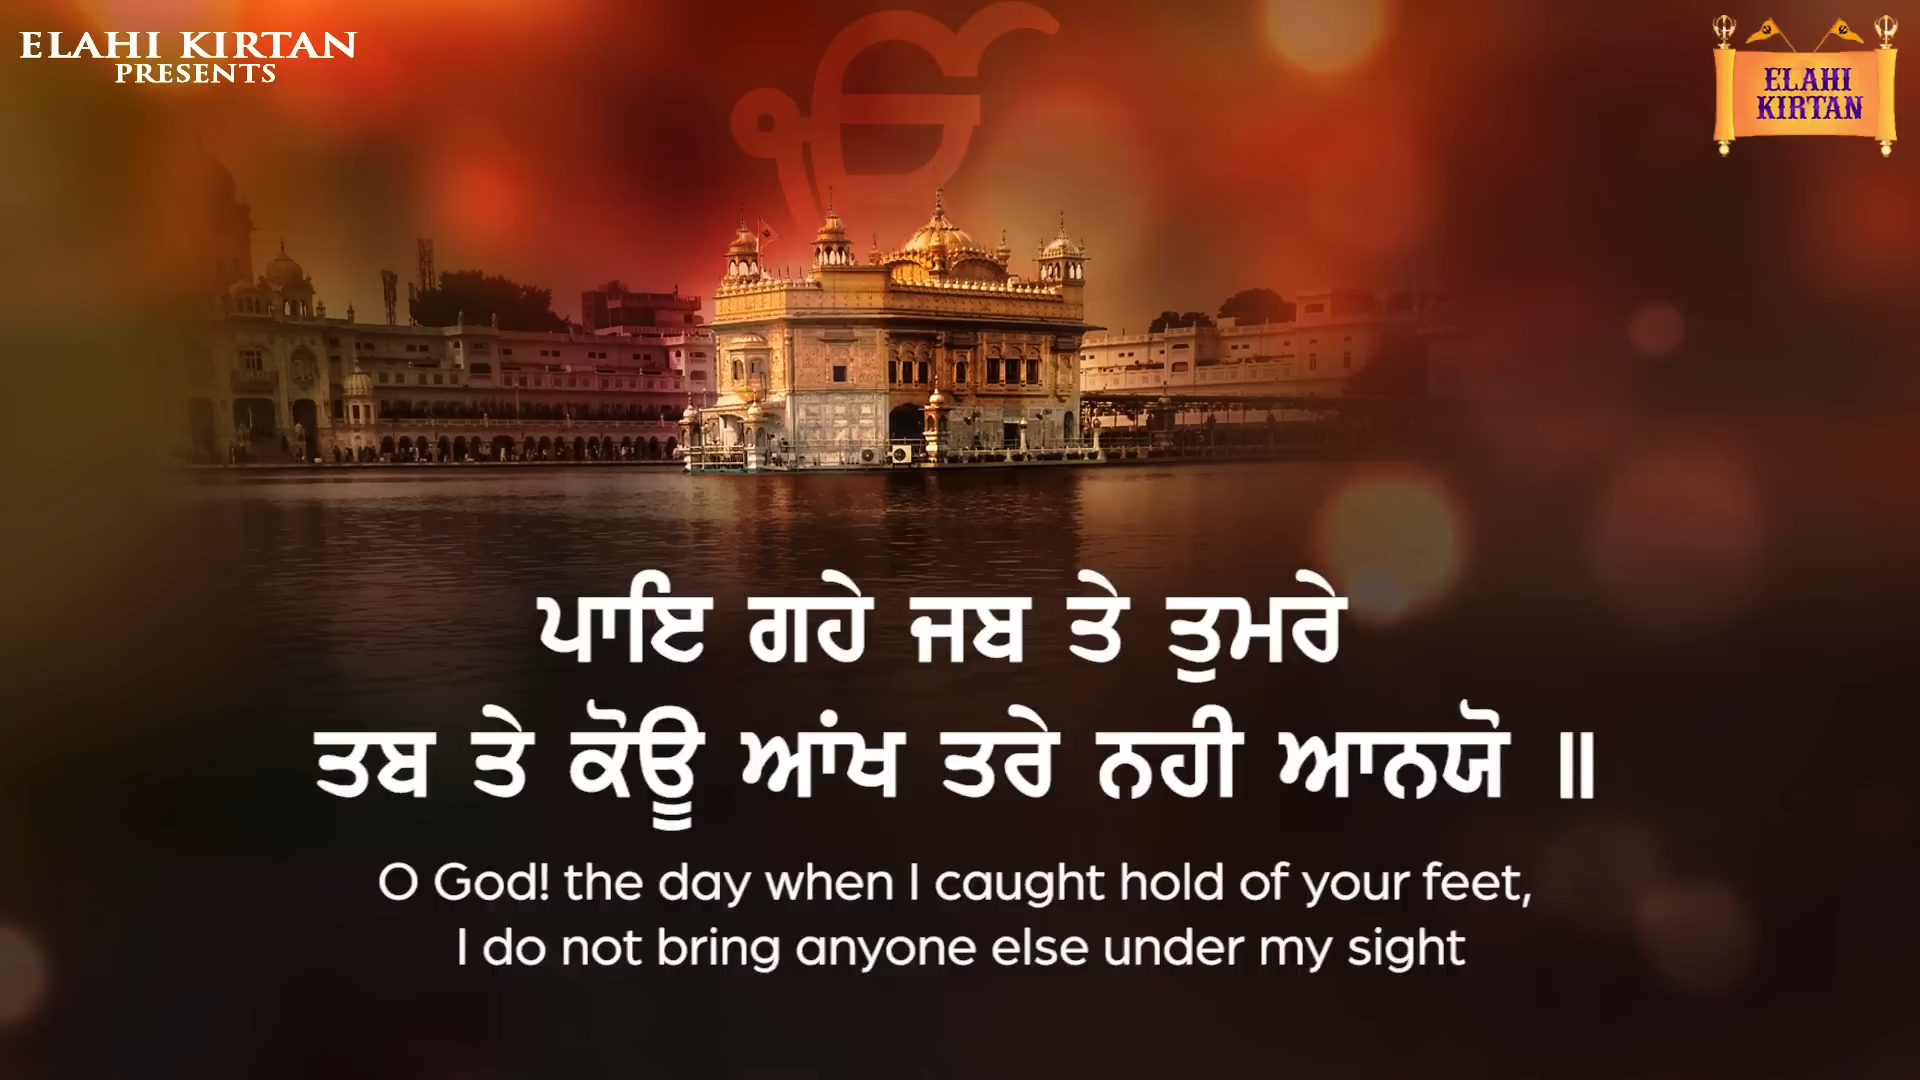 ELAHI KIRTAN
PRESENTS
ELAHI
KIRTAN
ਪਾਇ ਗਹੇ ਜਬ ਤੇ ਤੁਮਰੇ
ਤਬ ਤੇ ਕੋਊ ਆਂਖ ਤਰੇ ਨਹੀ ਆਨਯੋ ॥
O God! the day when I caught hold of your feet,
I do not bring anyone else under my sight